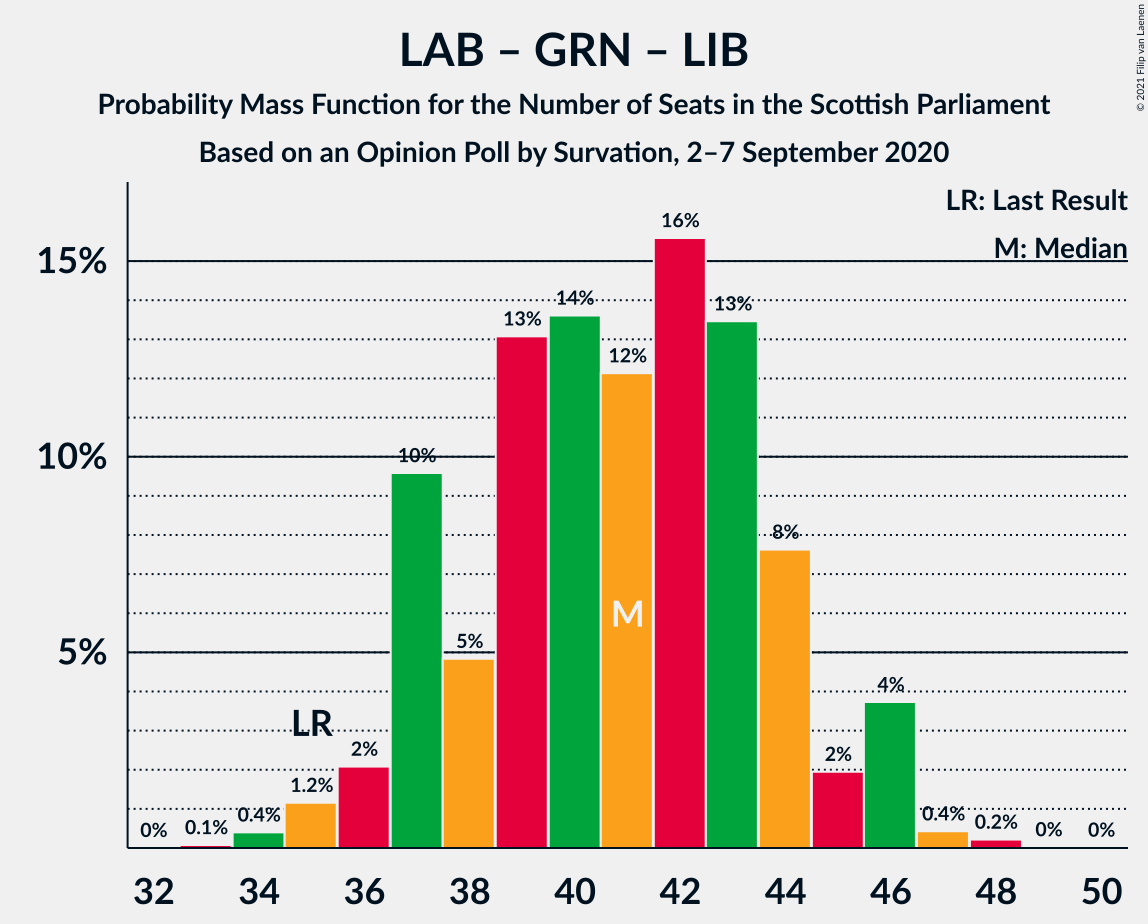 LAB – GRN – LIB
Probability Mass Function for the Number of Seats in the Scottish Parliament
Based on an Opinion Poll by Survation, 2–7 September 2020
© 2021 Filip van Laenen
LR: Last Result
M: Median
15%
10%
5%
0%
0.1%
0.4%
1.2%
LR
2%
10%
5%
13%
14%
12%
M
16%
13%
8%
2%
4%
0.4%
0.2%
0%
0%
32 34 36 38 40 42 44 46 48 50